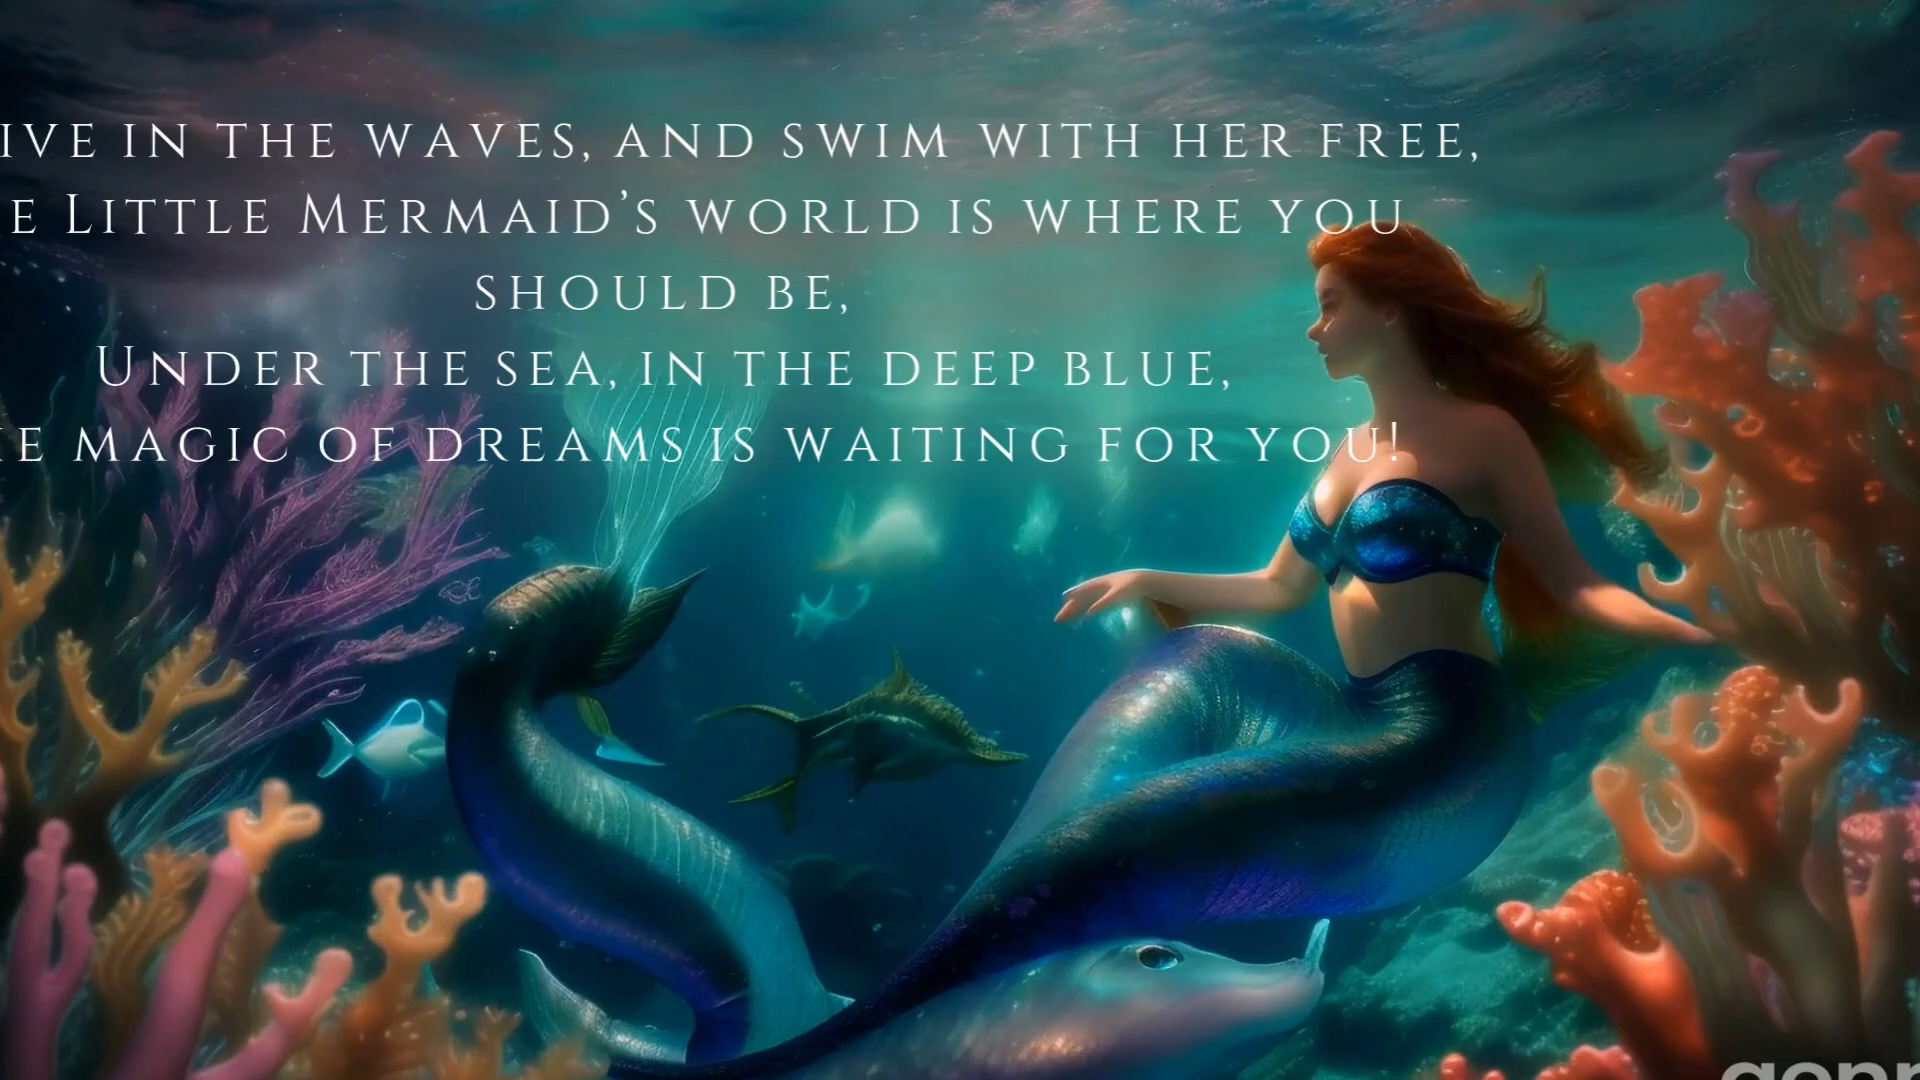 IVE IN THE WAVES, AND SWIM WITH HER FREE,
E LITTLE MERMAID’S WORLD IS WHERE YOU
SHOULD BE,
UNDER THE SEA, IN THE DEEP BLUE,
E MAGIC OF DREAMS IS WAITING FOR YOU!